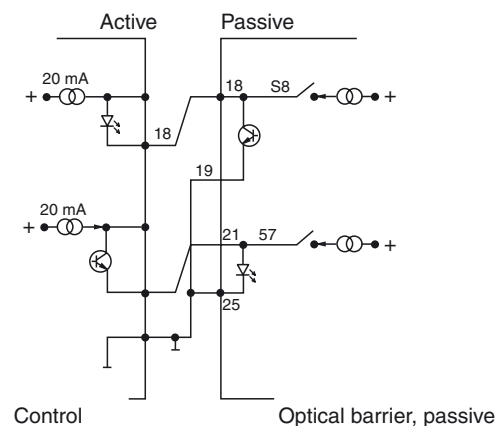 Active Passive
20 mA
+
18 S8
+
18
19
20 mA
+
21 57
+
25
Control Optical barrier, passive